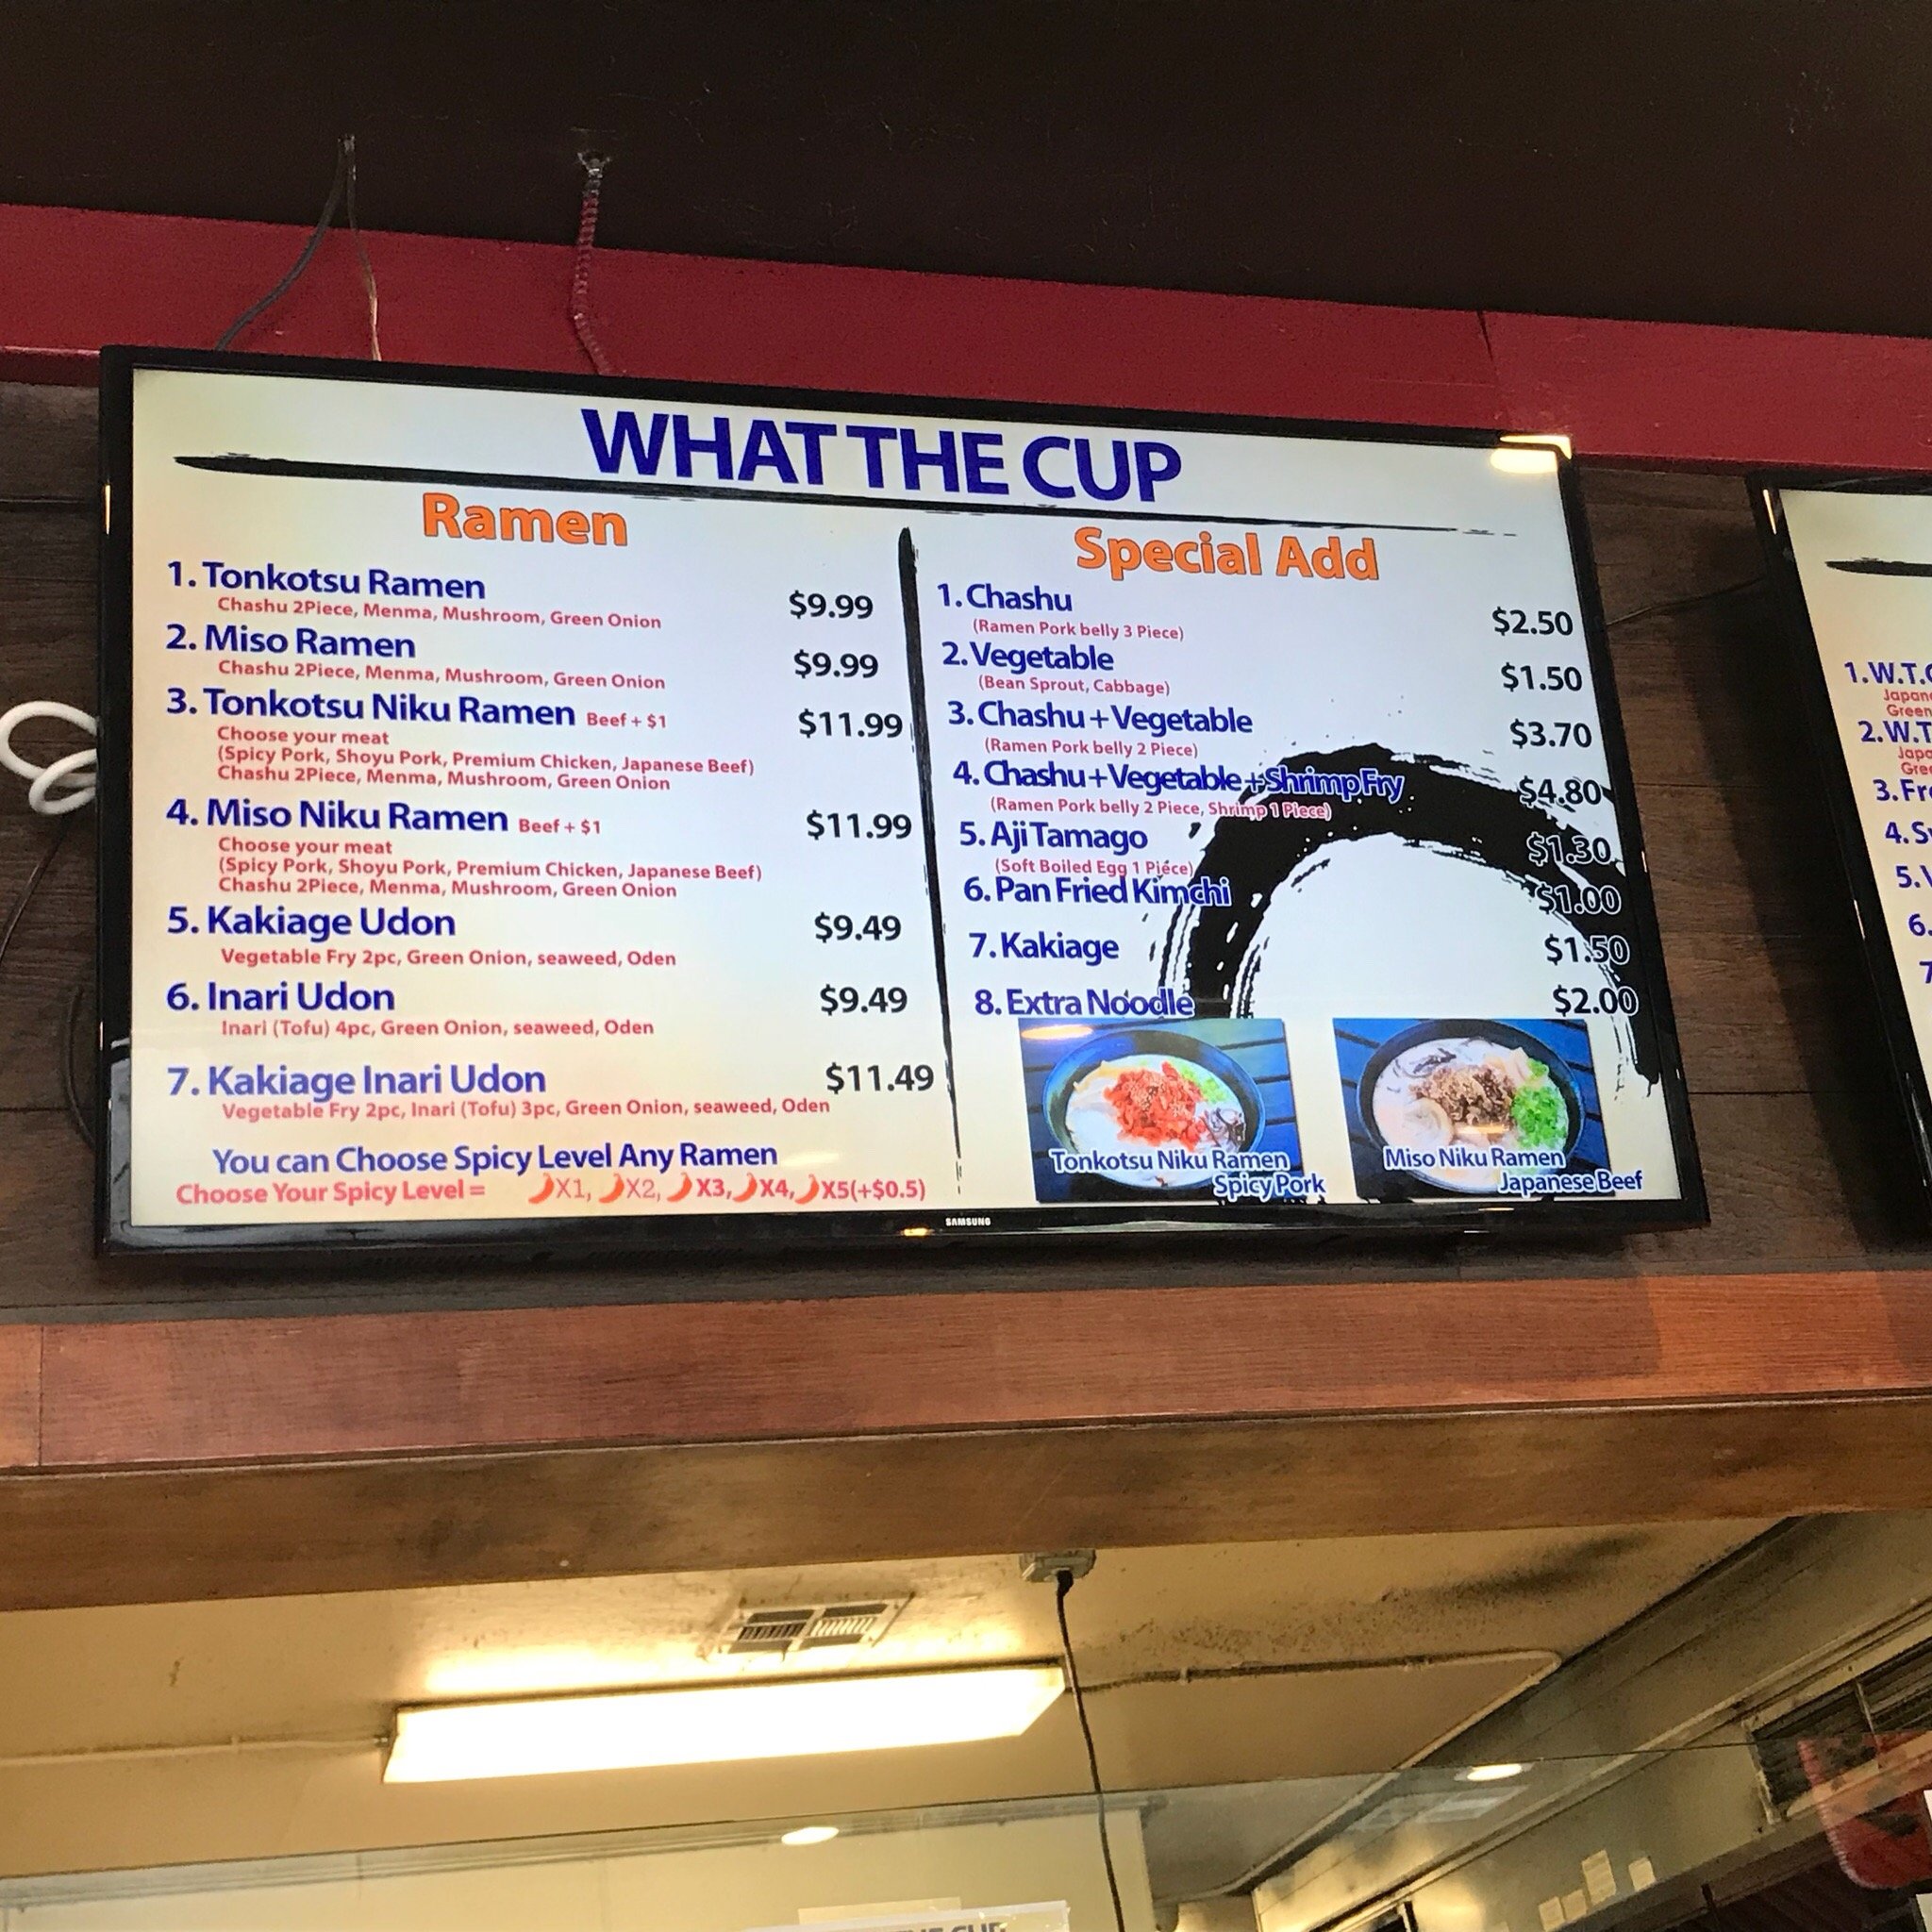 WHAT THE CUP
Ramen
1. Tonkotsu Ramen $9.99
Chashu 2Piece, Menma, Mushroom, Green Onion
2. Miso Ramen $9.99
Chashu 2Piece, Menma, Mushroom, Green Onion
3. Tonkotsu Niku Ramen Beef + $1 $11.99
Choose your meat
(Spicy Pork, Shoyu Pork, Premium Chicken, Japanese Beef)
Chashu 2Piece, Menma, Mushroom, Green Onion
4. Miso Niku Ramen Beef + $1 $11.99
Choose your meat
(Spicy Pork, Shoyu Pork, Premium Chicken, Japanese Beef)
Chashu 2Piece, Menma, Mushroom, Green Onion
5. Kakiage Udon $9.49
Vegetable Fry 2pc, Green Onion, seaweed, Oden
6. Inari Udon $9.49
Inari (Tofu) 4pc, Green Onion, seaweed, Oden
7. Kakiage Inari Udon $11.49
Vegetable Fry 2pc, Inari (Tofu) 3pc, Green Onion, seaweed, Oden
You can Choose Spicy Level Any Ramen
Choose Your Spicy Level = X1, X2, X3, X4, X5(+$0.5)
Special Add
1. Chashu $2.50
(Ramen Pork belly 3 Piece)
2. Vegetable $1.50
(Bean Sprout, Cabbage)
3. Chashu+Vegetable $3.70
(Ramen Pork belly 2 Piece)
4. Chashu+Vegetable+Shrimp Fry $4.80
(Ramen Pork belly 2 Piece, Shrimp 1 Piece)
5. Aji Tamago $1.30
(Soft Boiled Egg 1 Piece)
6. Pan Fried Kimchi $1.00
7. Kakiage $1.50
8. Extra Noodle $2.00
Tonkotsu Niku Ramen
Spicy Pork
Miso Niku Ramen
Japanese Beef
SAMSUNG
1. W.T.
Green
2. W.T
3.
4.
5.
6.
CUP